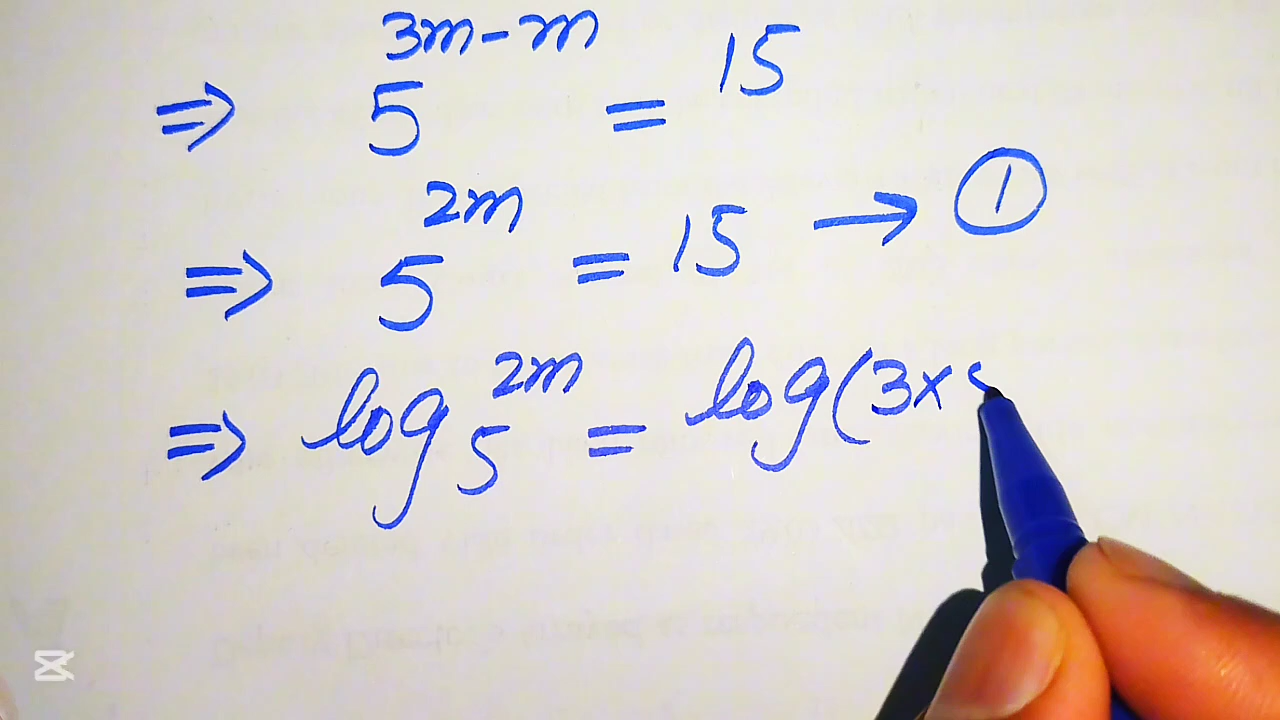 ⇒ 5^{3m-m} = 15
⇒ 5^{2m} = 15 → ①
⇒ log 5^{2m} = log(3×